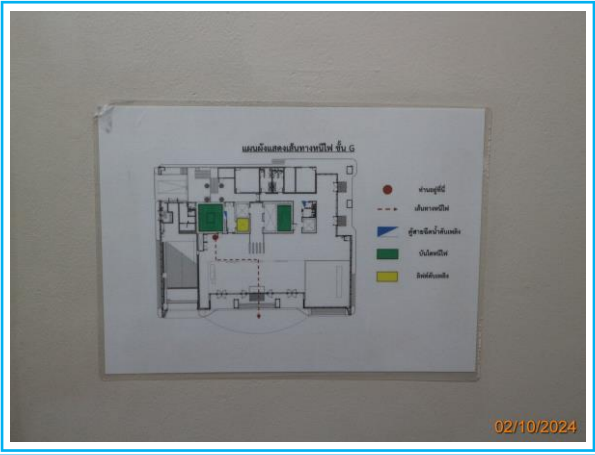 แผนผังแสดงเส้นทางหนีไฟ ชั้น G
ท่านอยู่ที่นี่
เส้นทางหนีไฟ
ตู้สายฉีดน้ำดับเพลิง
บันไดหนีไฟ
ลิฟต์ดับเพลิง
02/10/2024